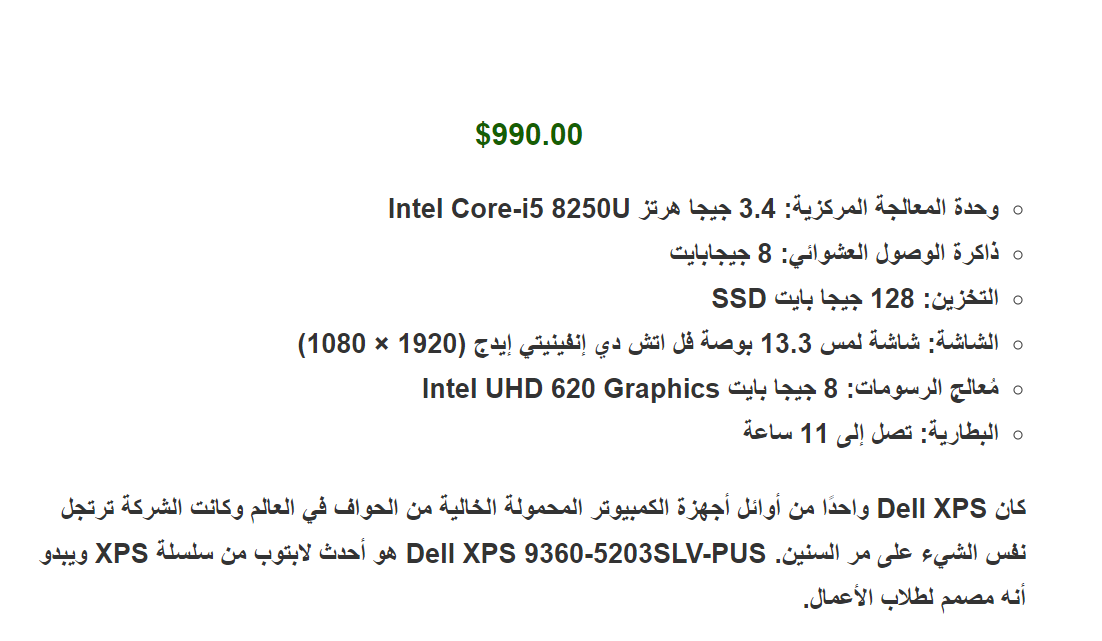 $990.00
وحدة المعالجة المركزية: 3.4 جيجا هرتز Intel Core-i5 8250U
ذاكرة الوصول العشوائي: 8 جيجابايت
التخزين: 128 جيجا بايت SSD
الشاشة: شاشة لمس 13.3 بوصة فل اتش دي إنفينيتي إيدج (1920 × 1080)
مُعالج الرسومات: 8 جيجا بايت Intel UHD 620 Graphics
البطارية: تصل إلى 11 ساعة
كان Dell XPS واحدًا من أوائل أجهزة الكمبيوتر المحمولة الخالية من الحواف في العالم وكانت الشركة ترتجل
نفس الشيء على مر السنين. Dell XPS 9360-5203SLV-PUS هو أحدث لابتوب من سلسلة XPS ويبدو
أنه مصمم لطلاب الأعمال.